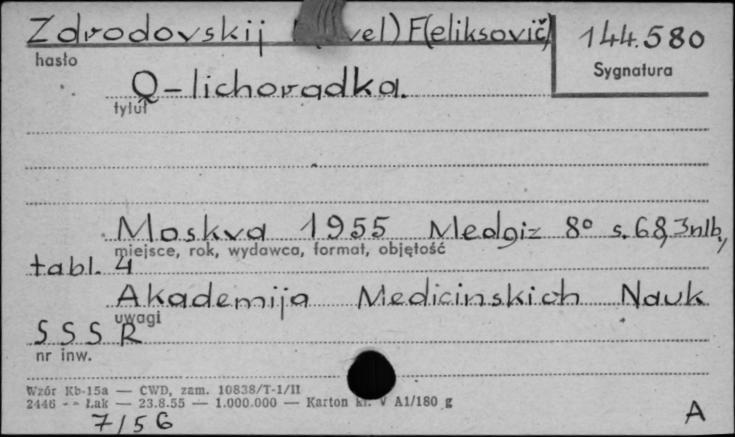 Zdrodovskij vel) F(eliksovič)
144.580
hasło
Sygnatura
Q-lichoradka.
tytuł
Moskva 1955 Medgiz 8° s.68, 3nlb,
miejsce, rok, wydawca, format, objętość
tabl. 4
Akademija Medicinskich Nauk
uwagi
SSSR
nr inw.
Wzór Kb-15a — CWD, zam. 10838/T-1/II
2446 -- Łak — 23.8.55 — 1.000.000 — Karton kl. V A1/180 g
7/56
A